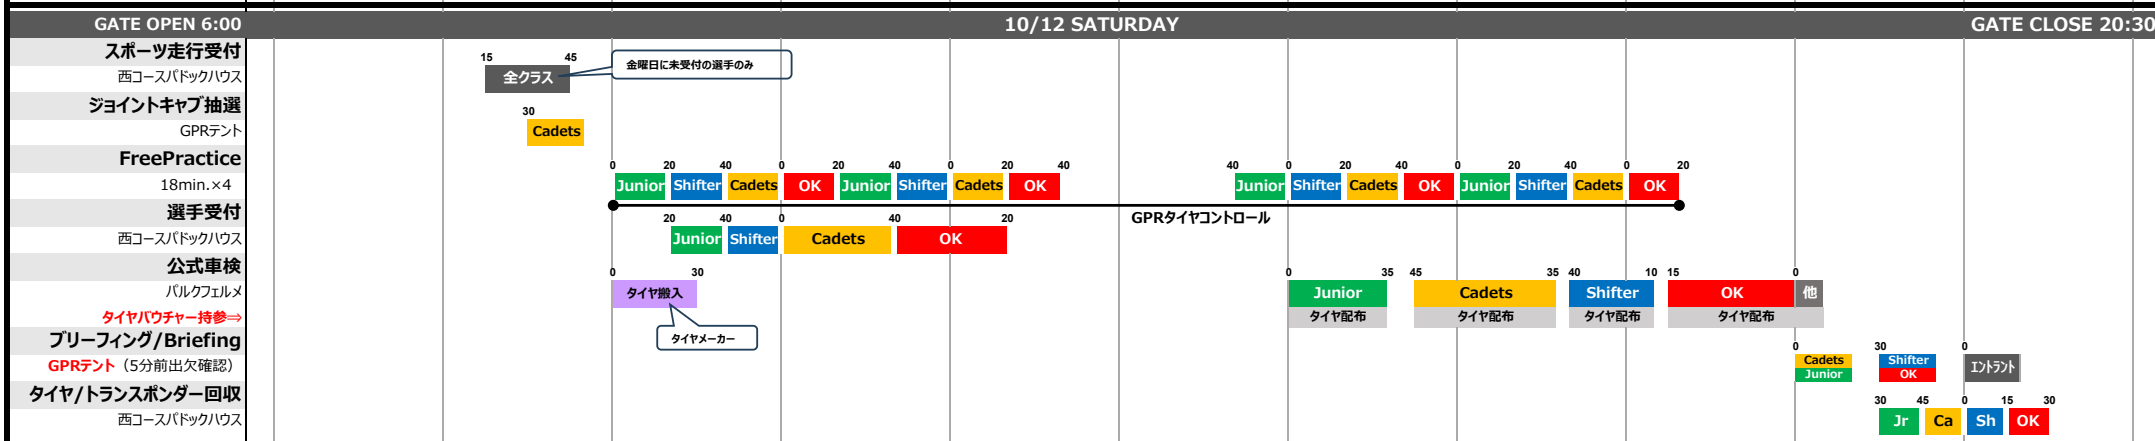 GATE OPEN 6:00 10/12 SATURDAY GATE CLOSE 20:30
スポーツ走行受付
西コースパドックハウス
15 45
全クラス
金曜日に未受付の選手のみ
ジョイントキャブ抽選
GPRテント
30
Cadets
FreePractice
18min.×4
0 20 40 0 20 40 0 20 40 40 0 20 40 0 20 40 0 20
Junior Shifter Cadets OK Junior Shifter Cadets OK Junior Shifter Cadets OK Junior Shifter Cadets OK
GPRタイヤコントロール
選手受付
西コースパドックハウス
20 40 0 40 20
Junior Shifter Cadets OK
公式車検
パルクフェルメ
タイヤバウチャー持参⇒
0 30 0 35 45 35 40 10 15 0
タイヤ搬入 Junior Cadets Shifter OK 他
タイヤ配布 タイヤ配布 タイヤ配布 タイヤ配布
タイヤメーカー
ブリーフィング/Briefing
GPRテント（5分前出欠確認）
0 30 0
Cadets Shifter エントラント
Junior OK
タイヤ/トランスポンダー回収
西コースパドックハウス
30 45 0 15 30
Jr Ca Sh OK